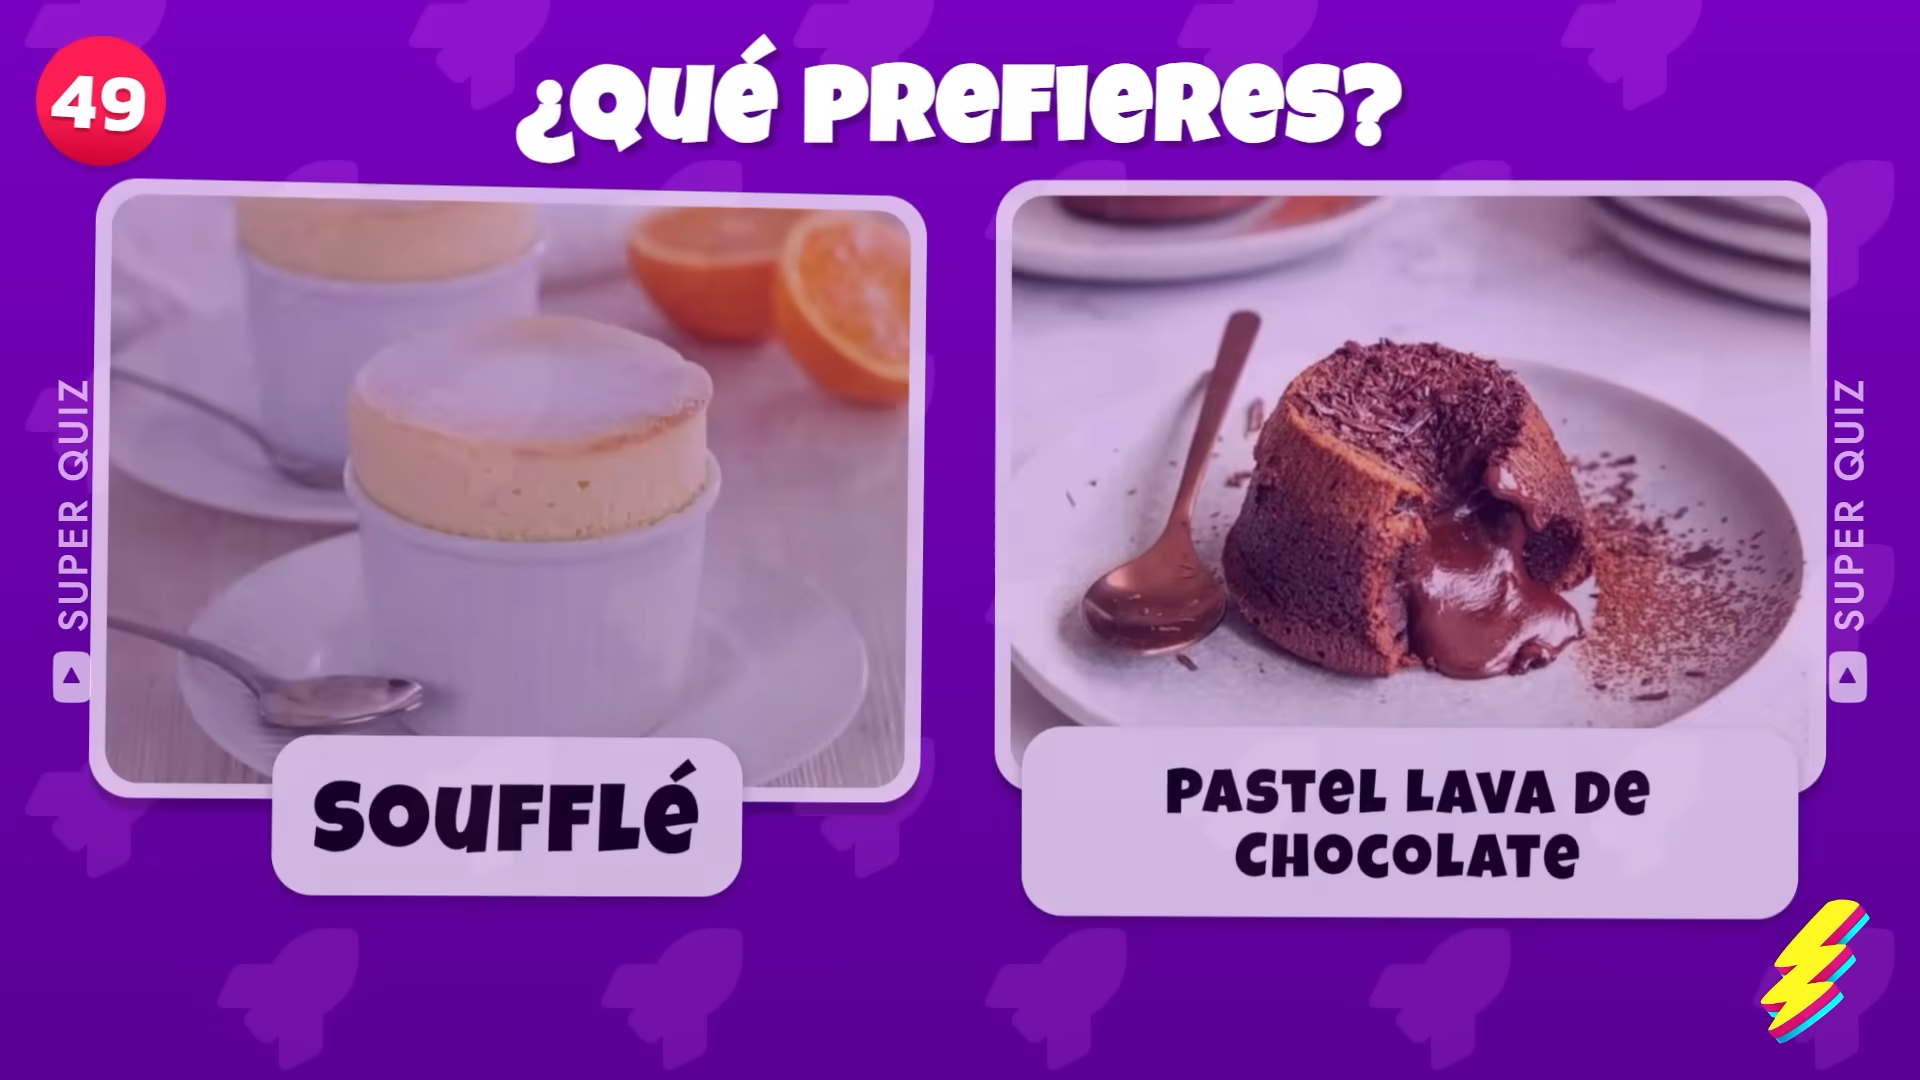 49
¿QUÉ PREFIERES?
SUPER QUIZ
SUPER QUIZ
SOUFFLÉ
PASTEL LAVA DE
CHOCOLATE